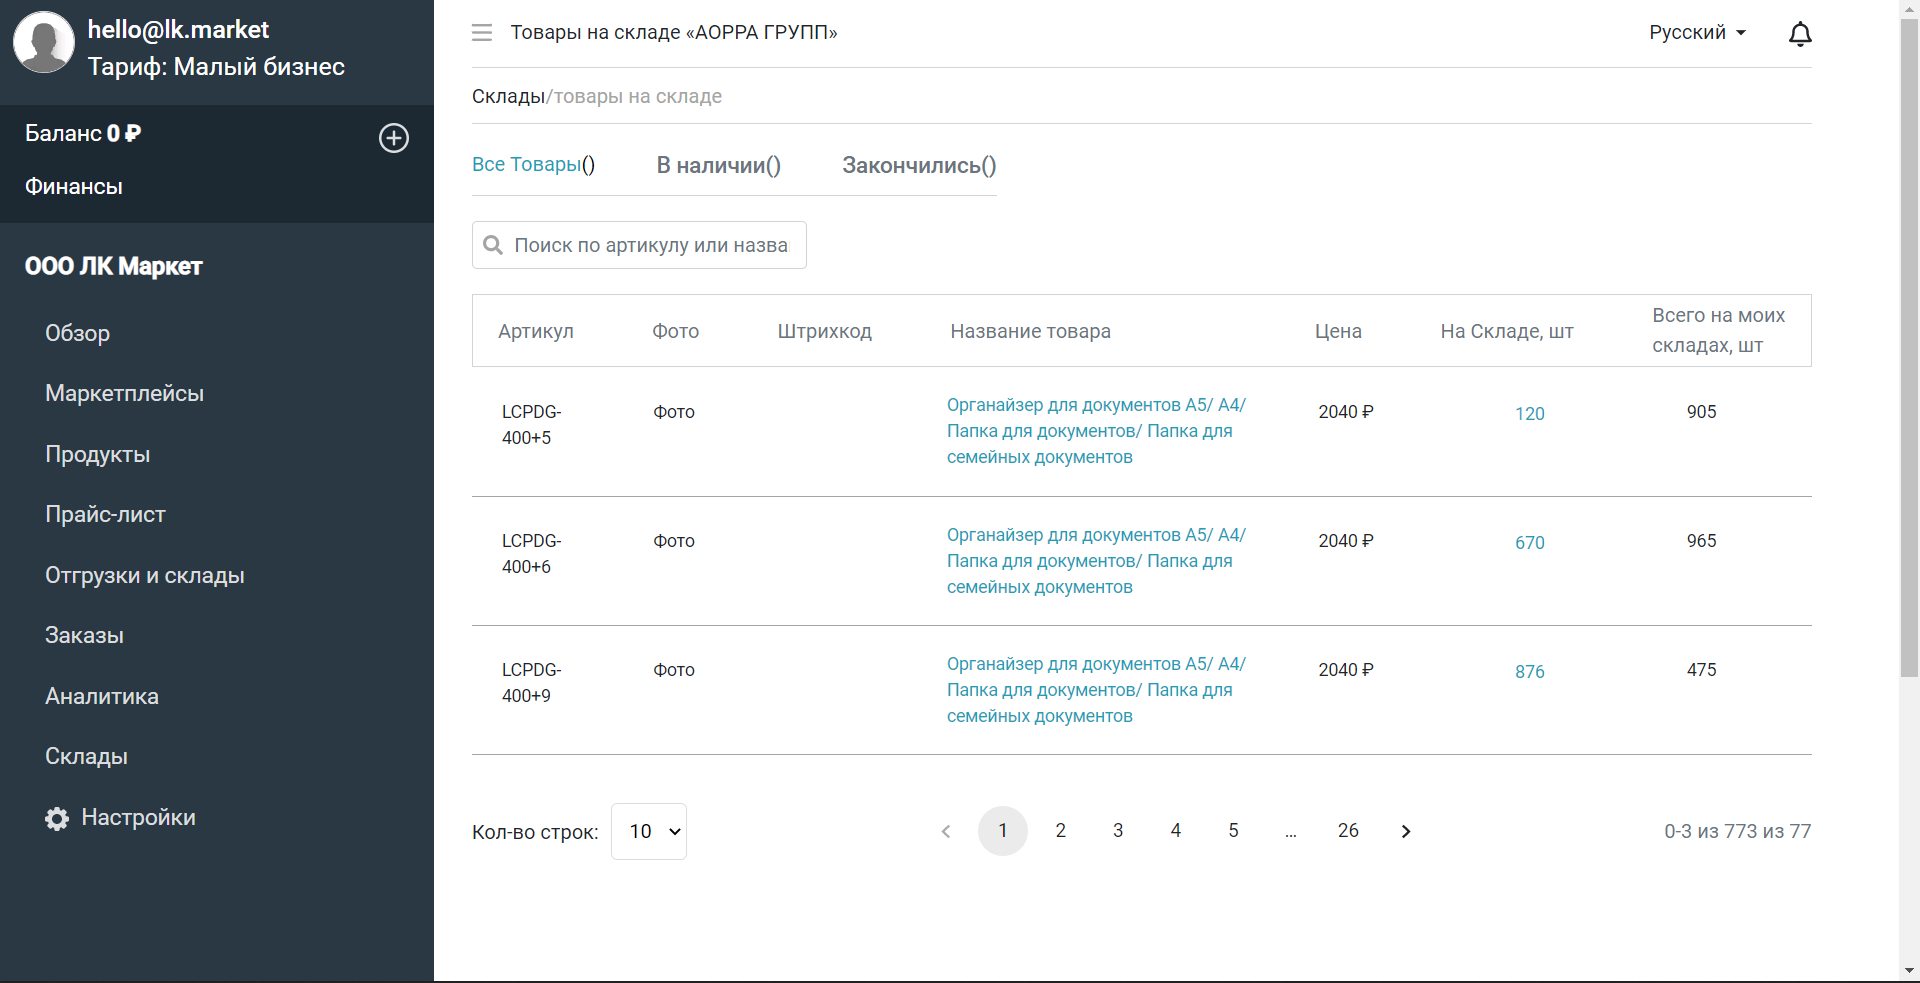 hello@lk.market
Тариф: Малый бизнес
Баланс 0 ₽
Финансы
ООО ЛК Маркет
Обзор
Маркетплейсы
Продукты
Прайс-лист
Отгрузки и склады
Заказы
Аналитика
Склады
Настройки
Товары на складе «АОРРА ГРУПП»
Русский
Склады/товары на складе
Все Товары() В наличии() Закончились()
Поиск по артикулу или назва
Артикул Фото Штрихкод Название товара Цена На Складе, шт Всего на моих
складах, шт
LCPDG- Фото Органайзер для документов А5/ А4/ 2040 ₽ 120 905
400+5 Папка для документов/ Папка для
семейных документов
LCPDG- Фото Органайзер для документов А5/ А4/ 2040 ₽ 670 965
400+6 Папка для документов/ Папка для
семейных документов
LCPDG- Фото Органайзер для документов А5/ А4/ 2040 ₽ 876 475
400+9 Папка для документов/ Папка для
семейных документов
Кол-во строк: 10 1 2 3 4 5 ... 26 0-3 из 773 из 77